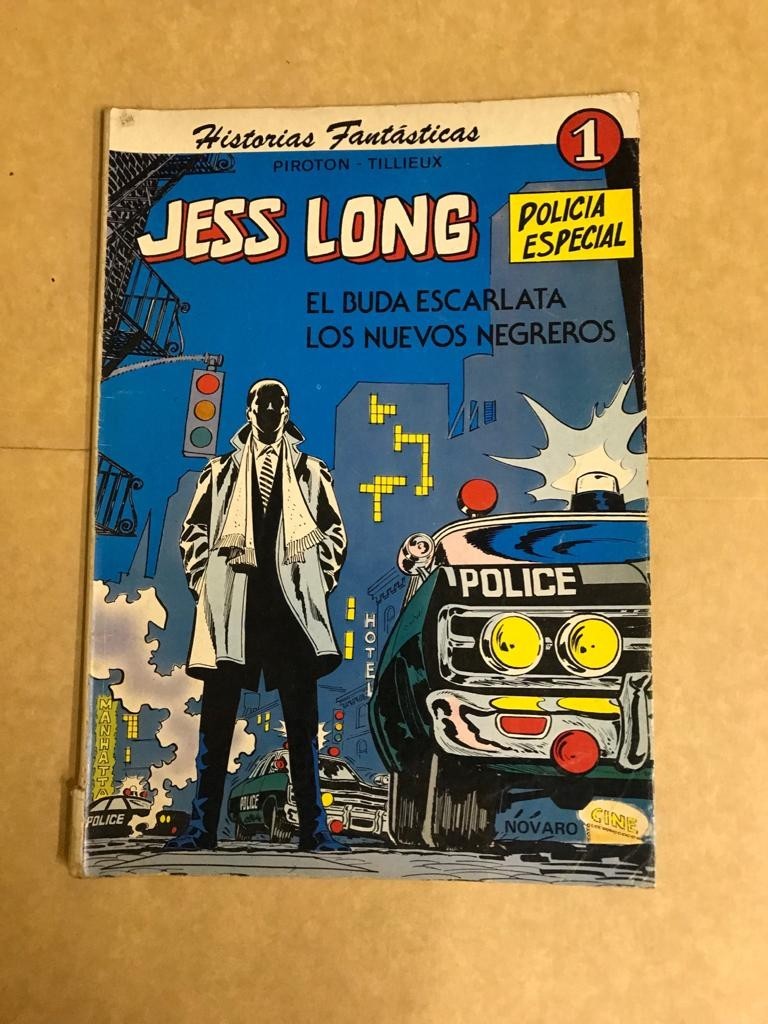 Historias Fantásticas
1
PIROTON - TILLIEUX
JESS LONG
POLICIA
ESPECIAL
EL BUDA ESCARLATA
LOS NUEVOS NEGREROS
POLICE
HOTEL
MANHATTA
POLICE
POLICE
NOVARO
CINE